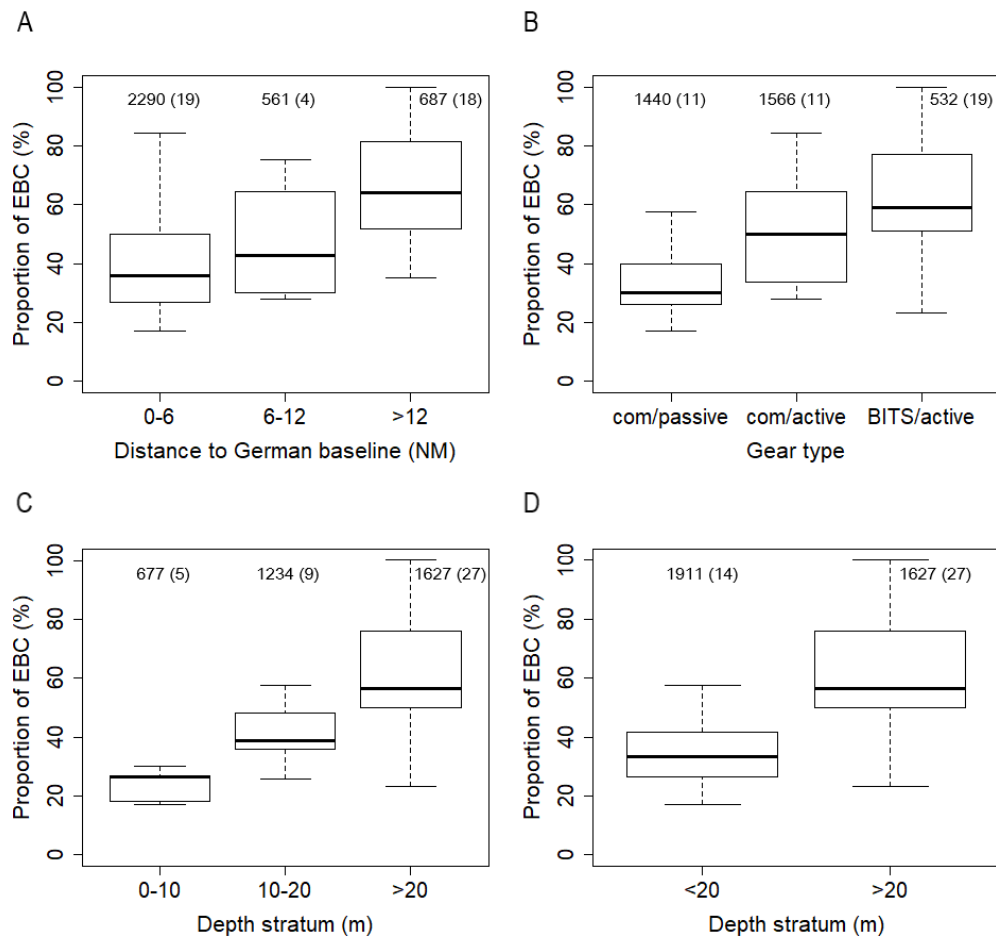 A
2290 (19) 561 (4) 687 (18)
Proportion of EBC (%)
0 20 40 60 80 100
0-6 6-12 >12
Distance to German baseline (NM)
B
1440 (11) 1566 (11) 532 (19)
Proportion of EBC (%)
0 20 40 60 80 100
com/passive com/active BITS/active
Gear type
C
677 (5) 1234 (9) 1627 (27)
Proportion of EBC (%)
0 20 40 60 80 100
0-10 10-20 >20
Depth stratum (m)
D
1911 (14) 1627 (27)
Proportion of EBC (%)
0 20 40 60 80 100
<20 >20
Depth stratum (m)